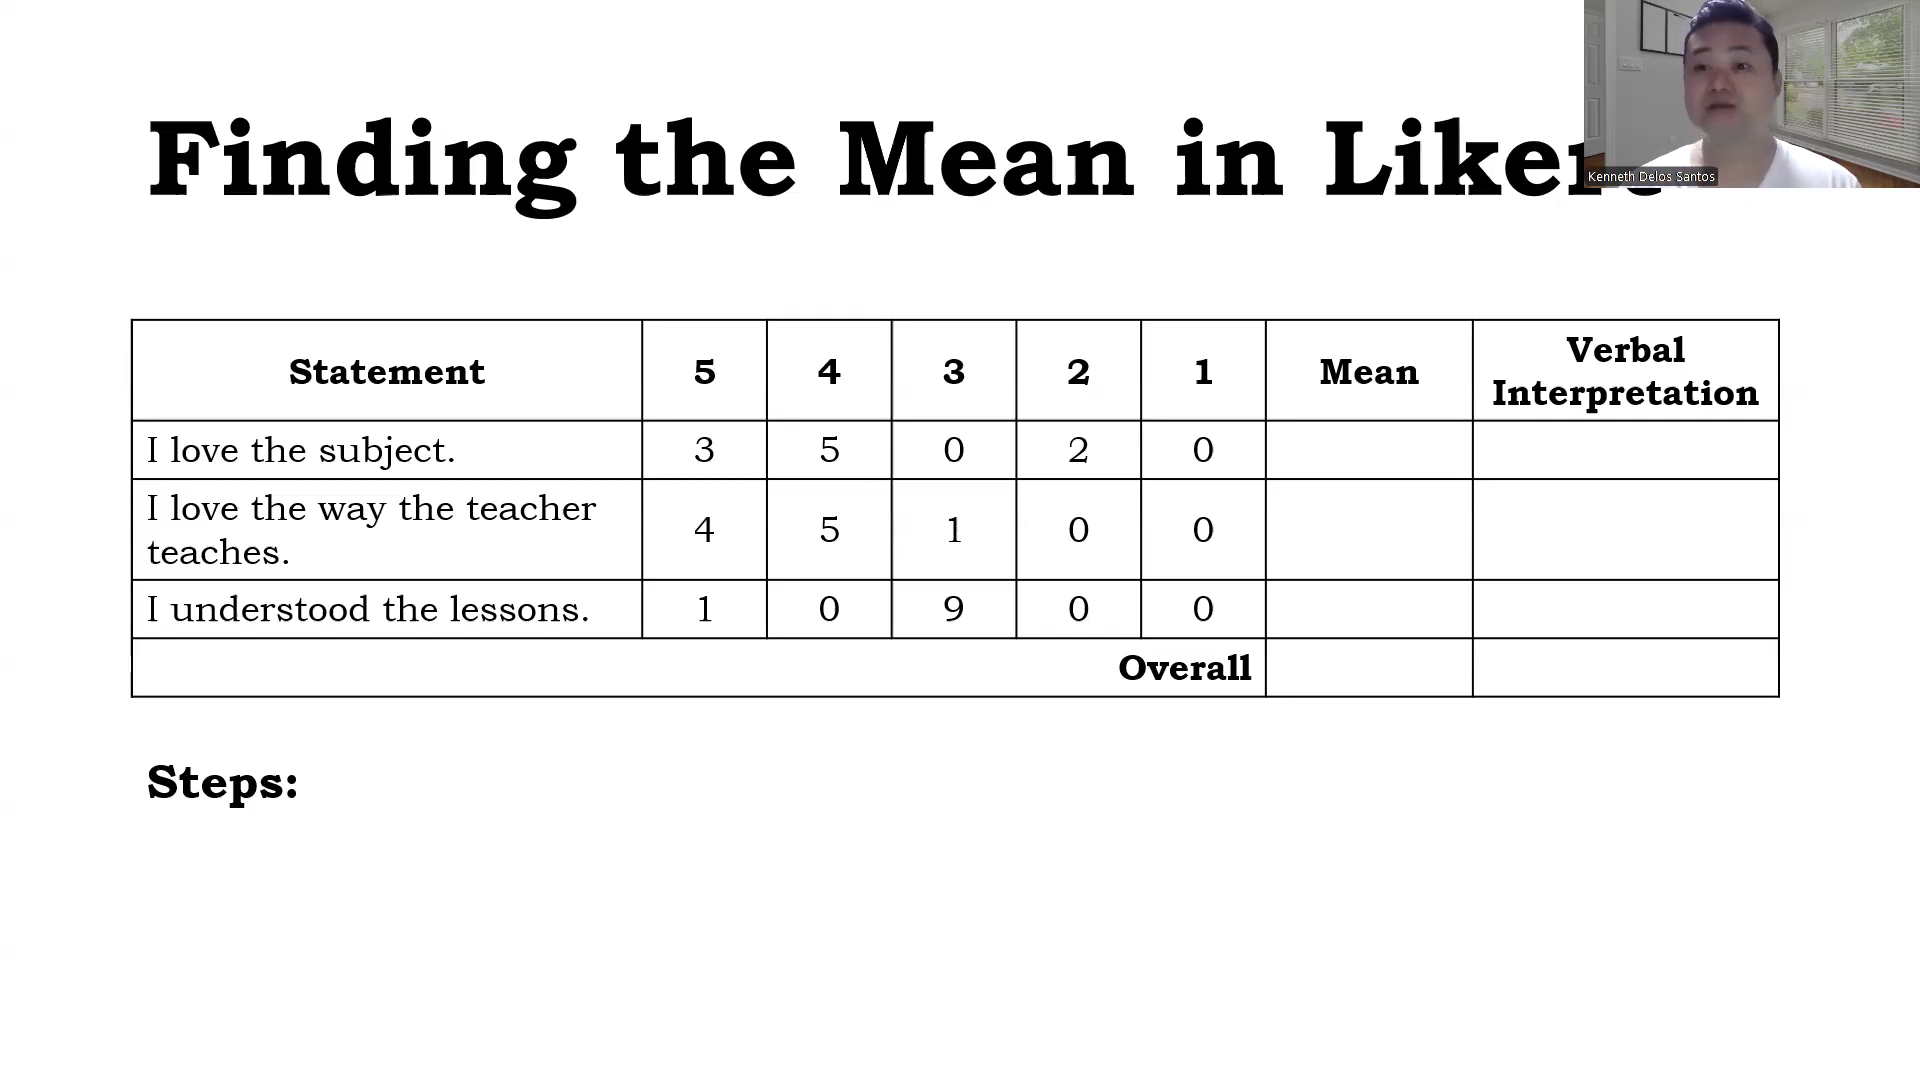 Finding the Mean in Liker
Kenneth Delos Santos
Statement 5 4 3 2 1 Mean Verbal Interpretation
I love the subject. 3 5 0 2 0
I love the way the teacher
teaches. 4 5 1 0 0
I understood the lessons. 1 0 9 0 0
Overall
Steps: